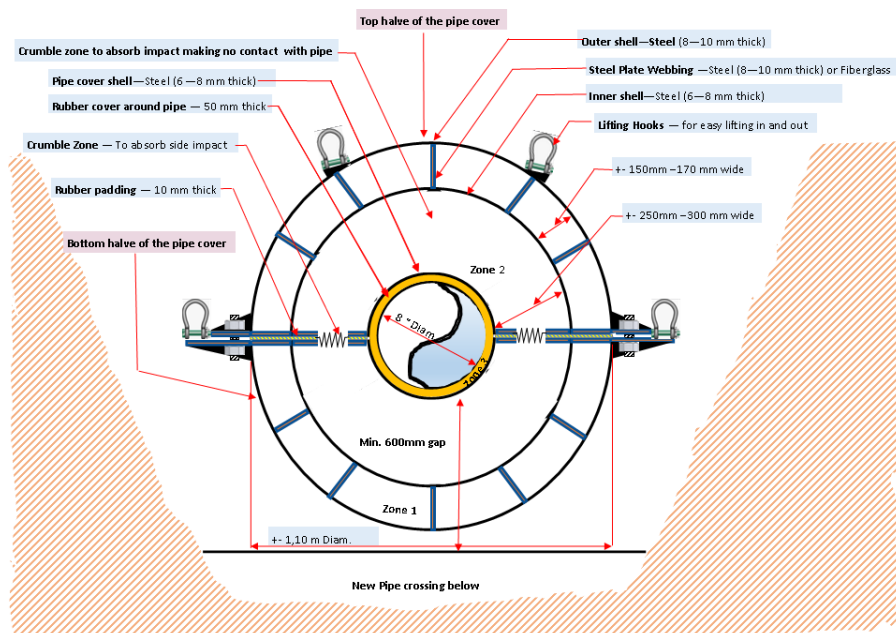 Top halve of the pipe cover
Crumble zone to absorb impact making no contact with pipe
Outer shell—Steel (8—10 mm thick)
Pipe cover shell—Steel (6—8 mm thick)
Steel Plate Webbing —Steel (8—10 mm thick) or Fiberglass
Rubber cover around pipe — 50 mm thick
Inner shell—Steel (6—8 mm thick)
Crumble Zone — To absorb side impact
Lifting Hooks — for easy lifting in and out
Rubber padding — 10 mm thick
+- 150mm –170 mm wide
+- 250mm –300 mm wide
Bottom halve of the pipe cover
Zone 2
8 " Diam
Zone 3
Min. 600mm gap
Zone 1
+- 1,10 m Diam.
New Pipe crossing below